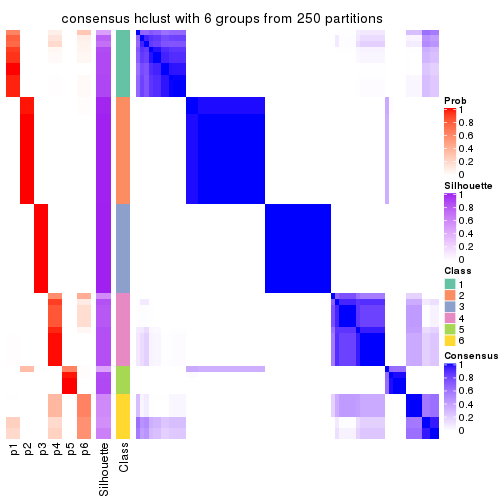 consensus hclust with 6 groups from 250 partitions
Prob
1
0.8
0.6
0.4
0.2
0
Silhouette
1
0.8
0.6
0.4
0.2
0
Class
1
2
3
4
5
6
Consensus
1
0.8
0.6
0.4
0.2
0
p1
p2
p3
p4
p5
p6
Silhouette
Class